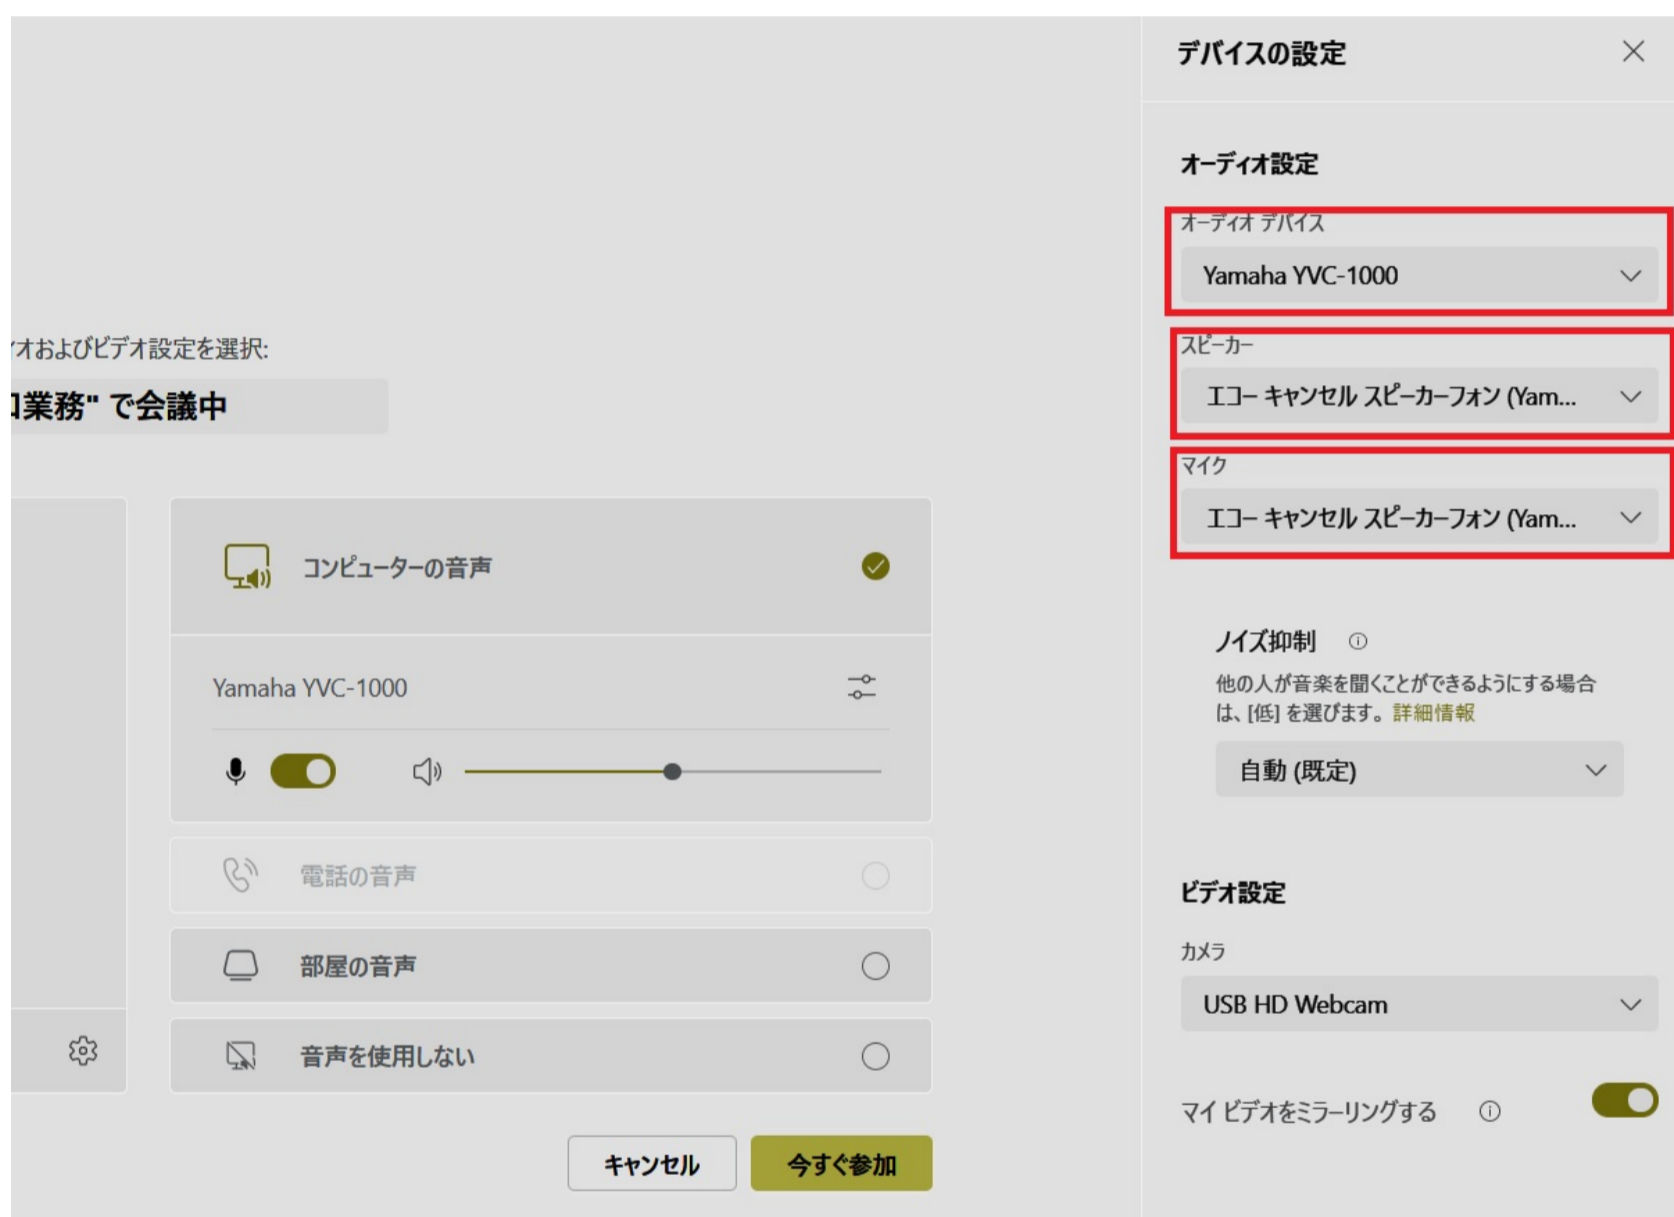 デバイスの設定
オーディオ設定
オーディオ デバイス
Yamaha YVC-1000
スピーカー
エコー キャンセル スピーカーフォン (Yam...
マイク
エコー キャンセル スピーカーフォン (Yam...
ノイズ抑制
他の人が音楽を聞くことができるようにする場合
は、[低] を選びます。詳細情報
自動 (既定)
ビデオ設定
カメラ
USB HD Webcam
マイ ビデオをミラーリングする
オおよびビデオ設定を選択:
業務" で会議中
コンピューターの音声
Yamaha YVC-1000
電話の音声
部屋の音声
音声を使用しない
キャンセル
今すぐ参加